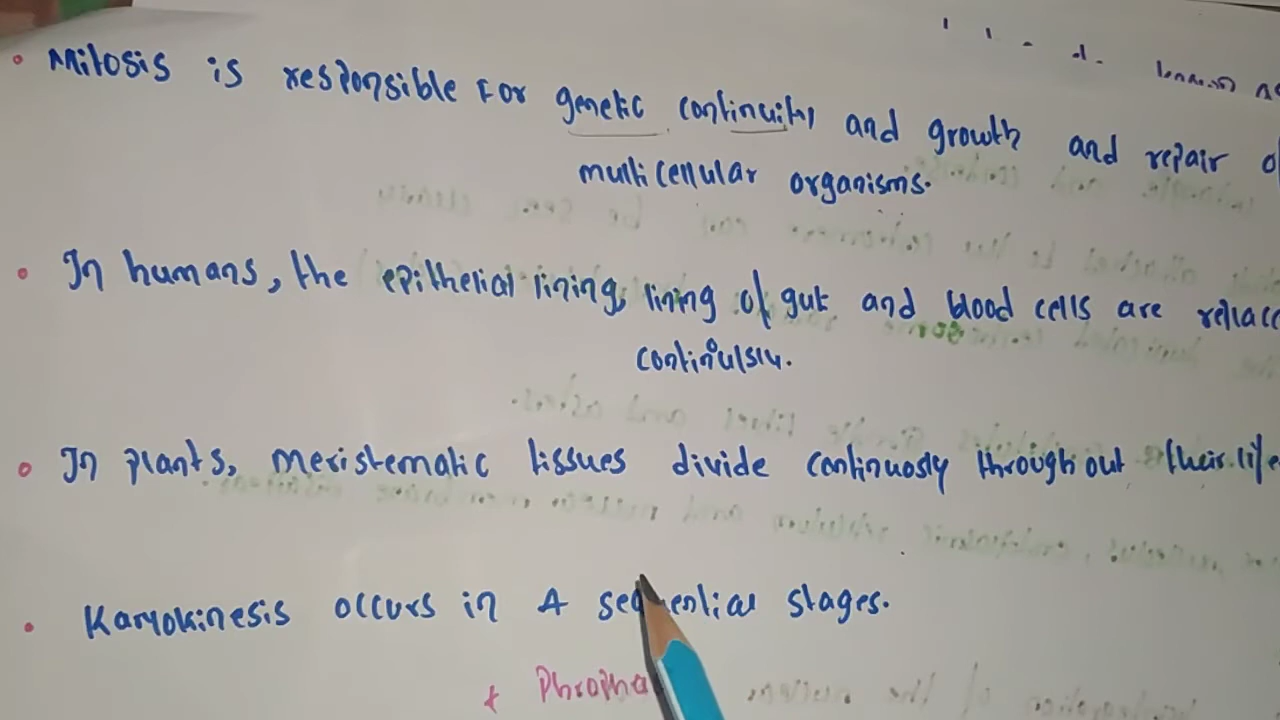 • Mitosis is responsible for genetic continuity and growth and repair
multicellular organisms.
• In humans, the epithelial lining, lining of gut and blood cells are
continulsly.
• In plants, meristematic tissues divide continuosly throughout their life
• Karyokinesis occurs in 4 sequential stages.